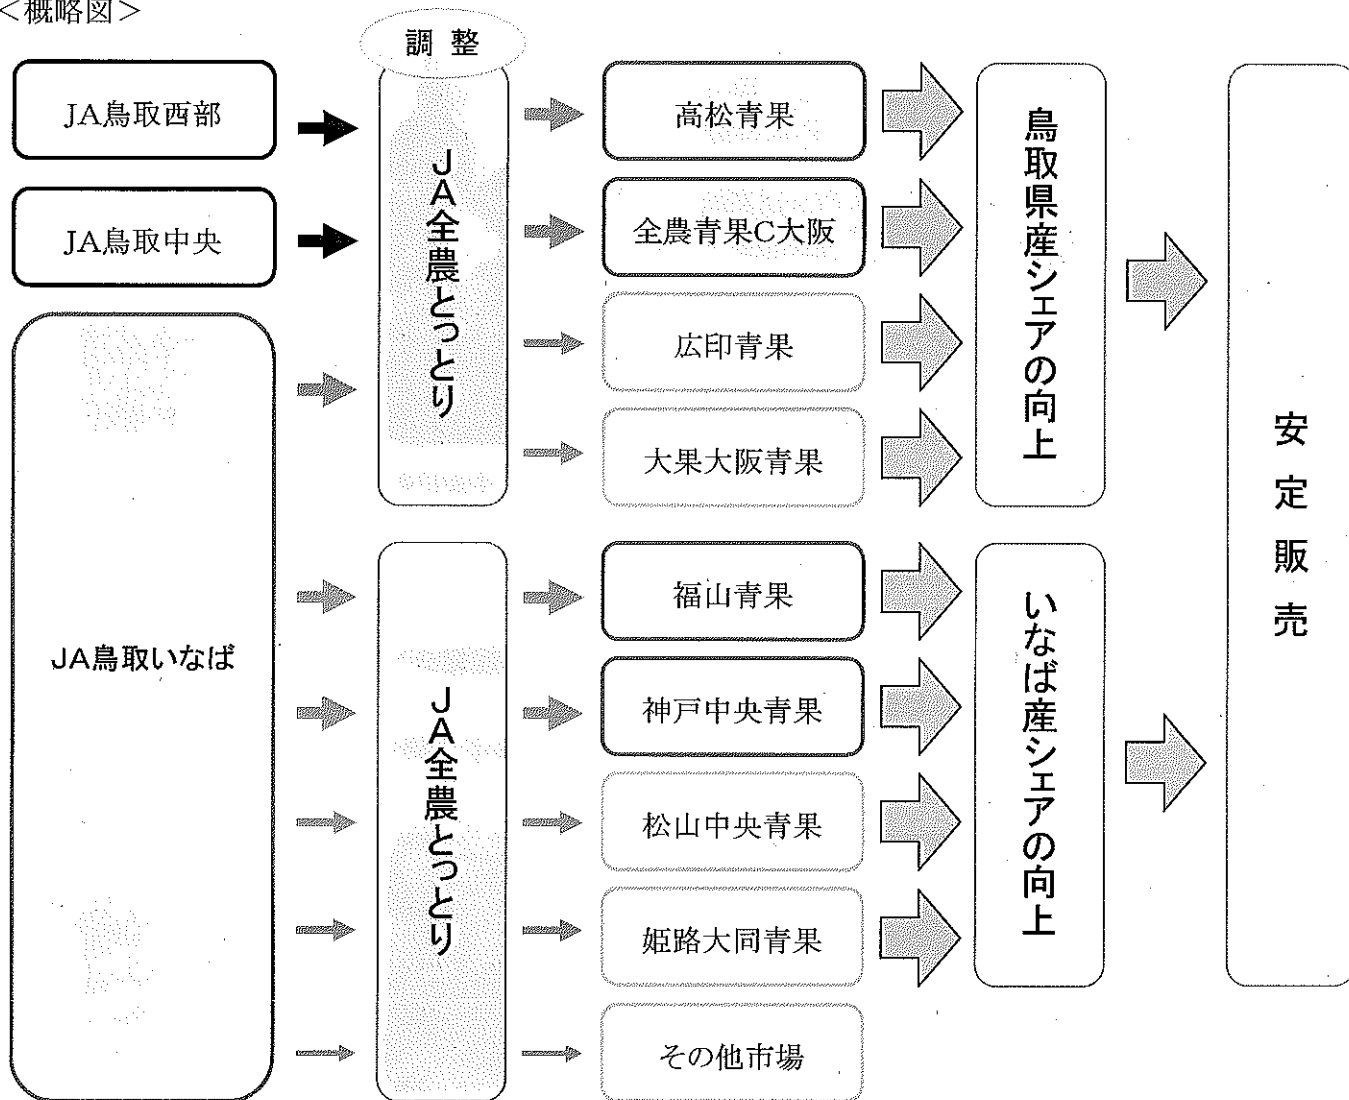 ＜概略図＞
調 整
JA鳥取西部
JA鳥取中央
JA鳥取いなば
JA全農とっとり
高松青果
全農青果C大阪
広印青果
大果大阪青果
鳥取県産シェアの向上
JA全農とっとり
福山青果
神戸中央青果
松山中央青果
姫路大同青果
その他市場
いなば産シェアの向上
安定販売